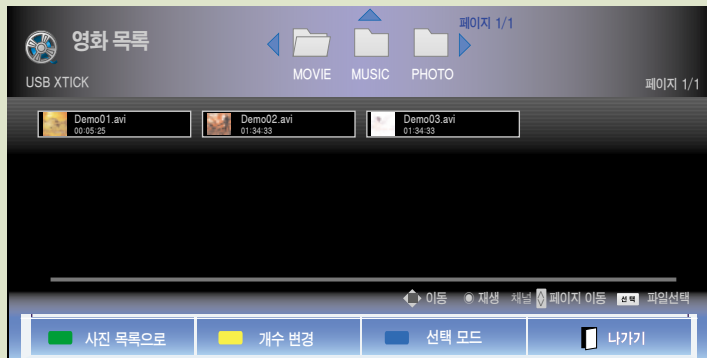 영화 목록
페이지 1/1
MOVIE MUSIC PHOTO
USB XTICK
페이지 1/1
Demo01.avi
00:05:25
Demo02.avi
01:34:33
Demo03.avi
01:34:33
이동 재생 채널 페이지 이동 선택 파일선택
사진 목록으로 개수 변경 선택 모드 나가기